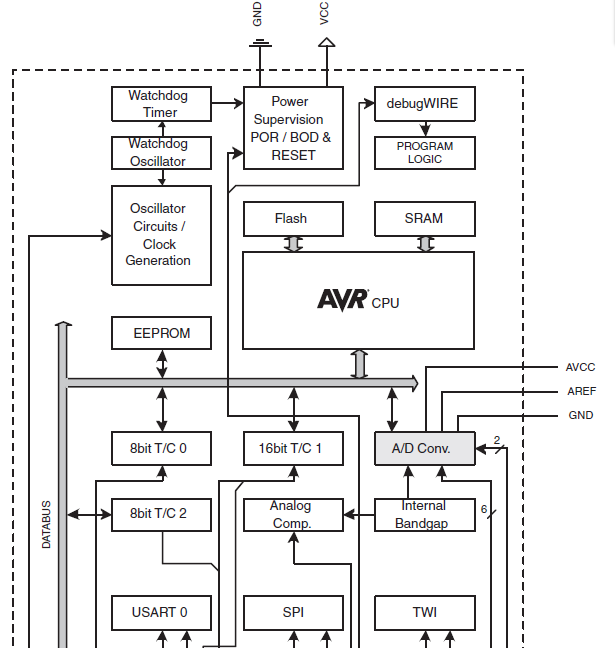 GND
VCC
Watchdog
Timer
Power
Supervision
POR / BOD &
RESET
debugWIRE
Watchdog
Oscillator
PROGRAM
LOGIC
Oscillator
Circuits /
Clock
Generation
Flash
SRAM
AVR® CPU
EEPROM
AVCC
AREF
GND
8bit T/C 0
16bit T/C 1
A/D Conv.
2
DATABUS
8bit T/C 2
Analog
Comp.
Internal
Bandgap
6
USART 0
SPI
TWI